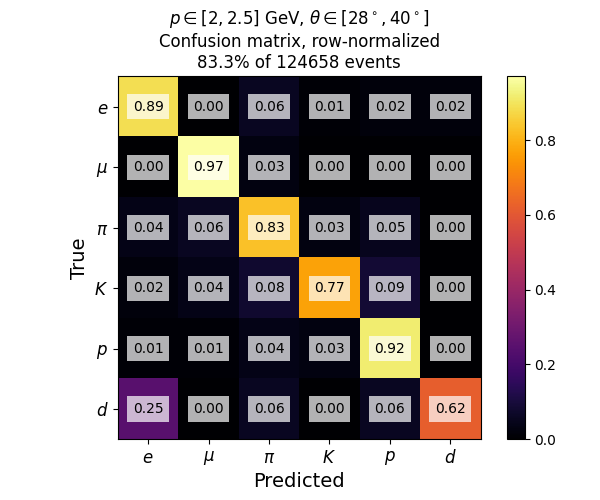 p ∈ [2, 2.5] GeV, θ ∈ [28°, 40°]
Confusion matrix, row-normalized
83.3% of 124658 events
e 0.89 0.00 0.06 0.01 0.02 0.02
μ 0.00 0.97 0.03 0.00 0.00 0.00
π 0.04 0.06 0.83 0.03 0.05 0.00
K 0.02 0.04 0.08 0.77 0.09 0.00
p 0.01 0.01 0.04 0.03 0.92 0.00
d 0.25 0.00 0.06 0.00 0.06 0.62
e μ π K p d
Predicted
True
0.8
0.6
0.4
0.2
0.0